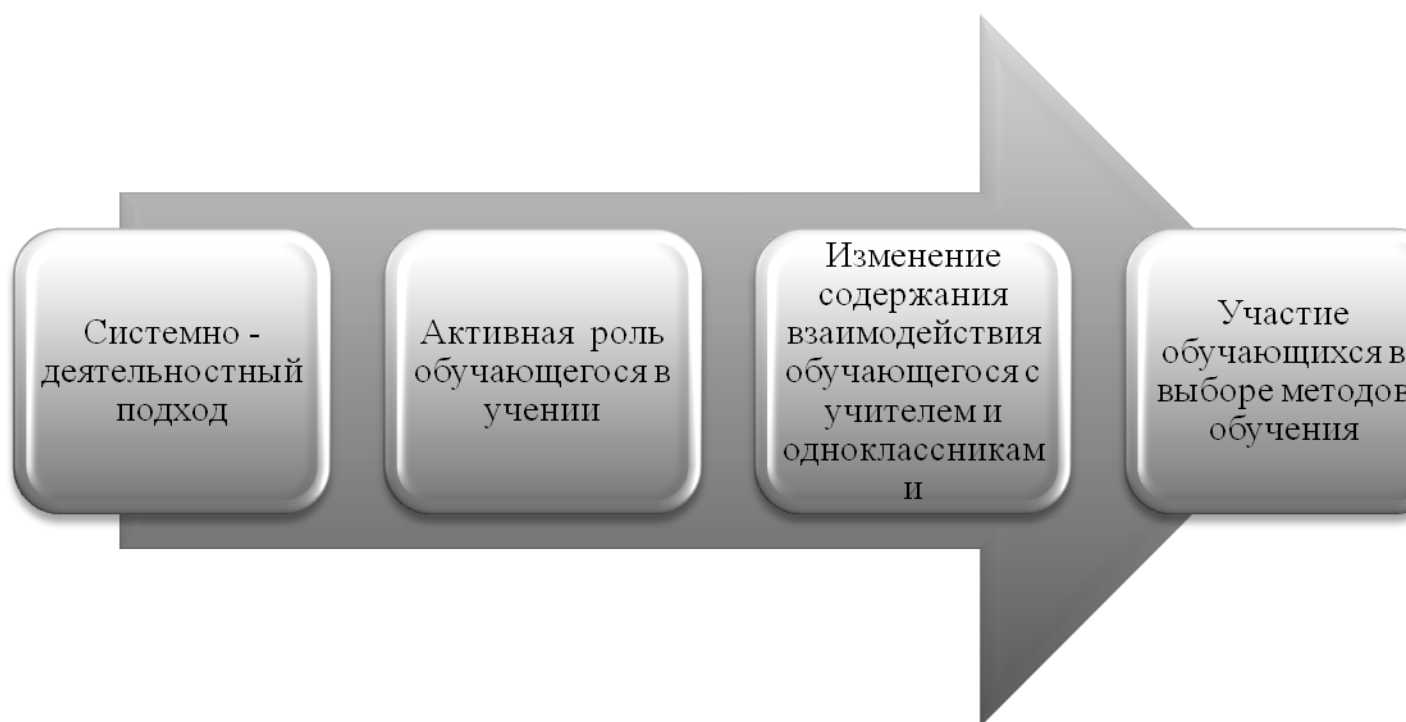 Системно -
деятельностный
подход
Активная роль
обучающегося в
учении
Изменение
содержания
взаимодействия
обучающегося с
учителем и
одноклассникам
и
Участие
обучающихся в
выборе методов
обучения